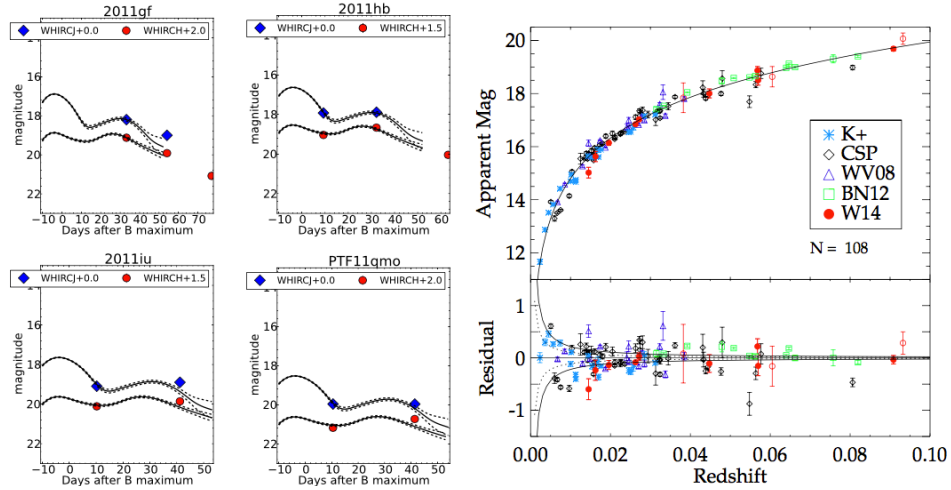 2011gf
WHIRCJ+0.0 WHIRCH+2.0
magnitude
16
18
20
22
−10 0 10 20 30 40 50 60 70
Days after B maximum
2011hb
WHIRCJ+0.0 WHIRCH+1.5
magnitude
16
18
20
22
−10 0 10 20 30 40 50 60
Days after B maximum
2011iu
WHIRCJ+0.0 WHIRCH+1.5
magnitude
16
18
20
22
−10 0.00 10 20 30 40 50
Days after B maximum
PTF11qmo
WHIRCJ+0.0 WHIRCH+2.0
magnitude
16
18
20
22
−10 0.00 10 20 30 40 50
Days after B maximum
Apparent Mag
20
18
16
14
12
K+
CSP
WV08
BN12
W14
N = 108
Residual
1
0
-1
0.00 0.02 0.04 0.06 0.08 0.10
Redshift